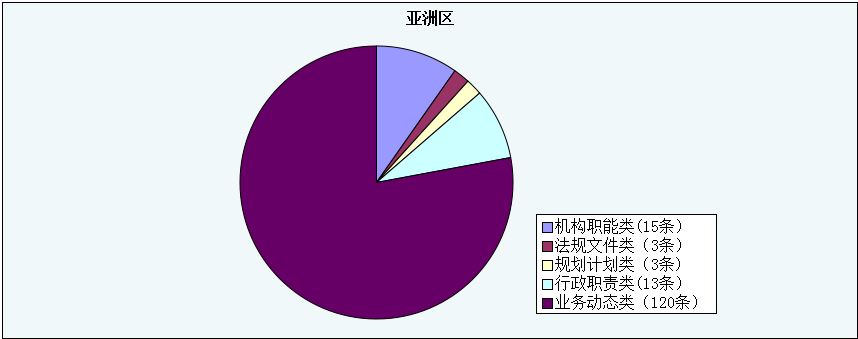 亚洲区
机构职能类(15条)
法规文件类（3条）
规划计划类（3条）
行政职责类(13条)
业务动态类（120条）